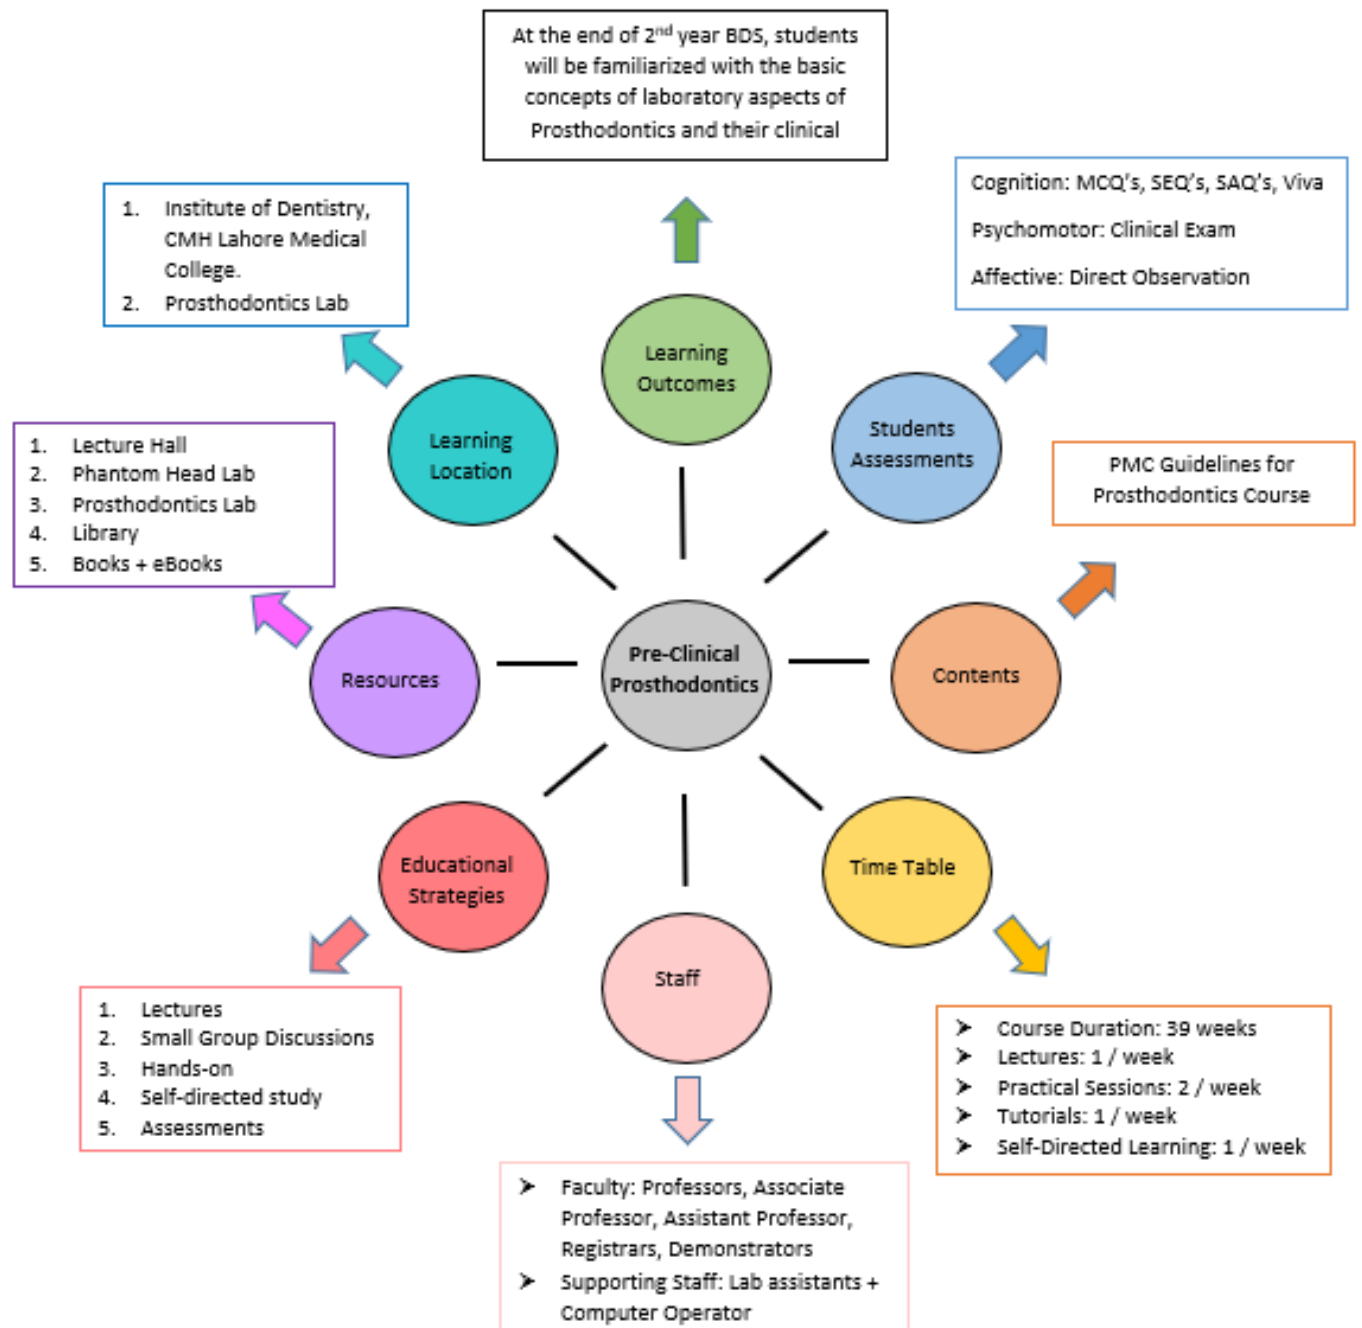 At the end of 2nd year BDS, students
will be familiarized with the basic
concepts of laboratory aspects of
Prosthodontics and their clinical
Cognition: MCQ's, SEQ's, SAQ's, Viva
Psychomotor: Clinical Exam
Affective: Direct Observation
1. Institute of Dentistry,
CMH Lahore Medical
College.
2. Prosthodontics Lab
Learning
Outcomes
Students
Assessments
Learning
Location
1. Lecture Hall
2. Phantom Head Lab
3. Prosthodontics Lab
4. Library
5. Books + eBooks
PMC Guidelines for
Prosthodontics Course
Resources
Pre-Clinical
Prosthodontics
Contents
Educational
Strategies
Time Table
Staff
1. Lectures
2. Small Group Discussions
3. Hands-on
4. Self-directed study
5. Assessments
➤ Course Duration: 39 weeks
➤ Lectures: 1 / week
➤ Practical Sessions: 2 / week
➤ Tutorials: 1 / week
➤ Self-Directed Learning: 1 / week
➤ Faculty: Professors, Associate
Professor, Assistant Professor,
Registrars, Demonstrators
➤ Supporting Staff: Lab assistants +
Computer Operator